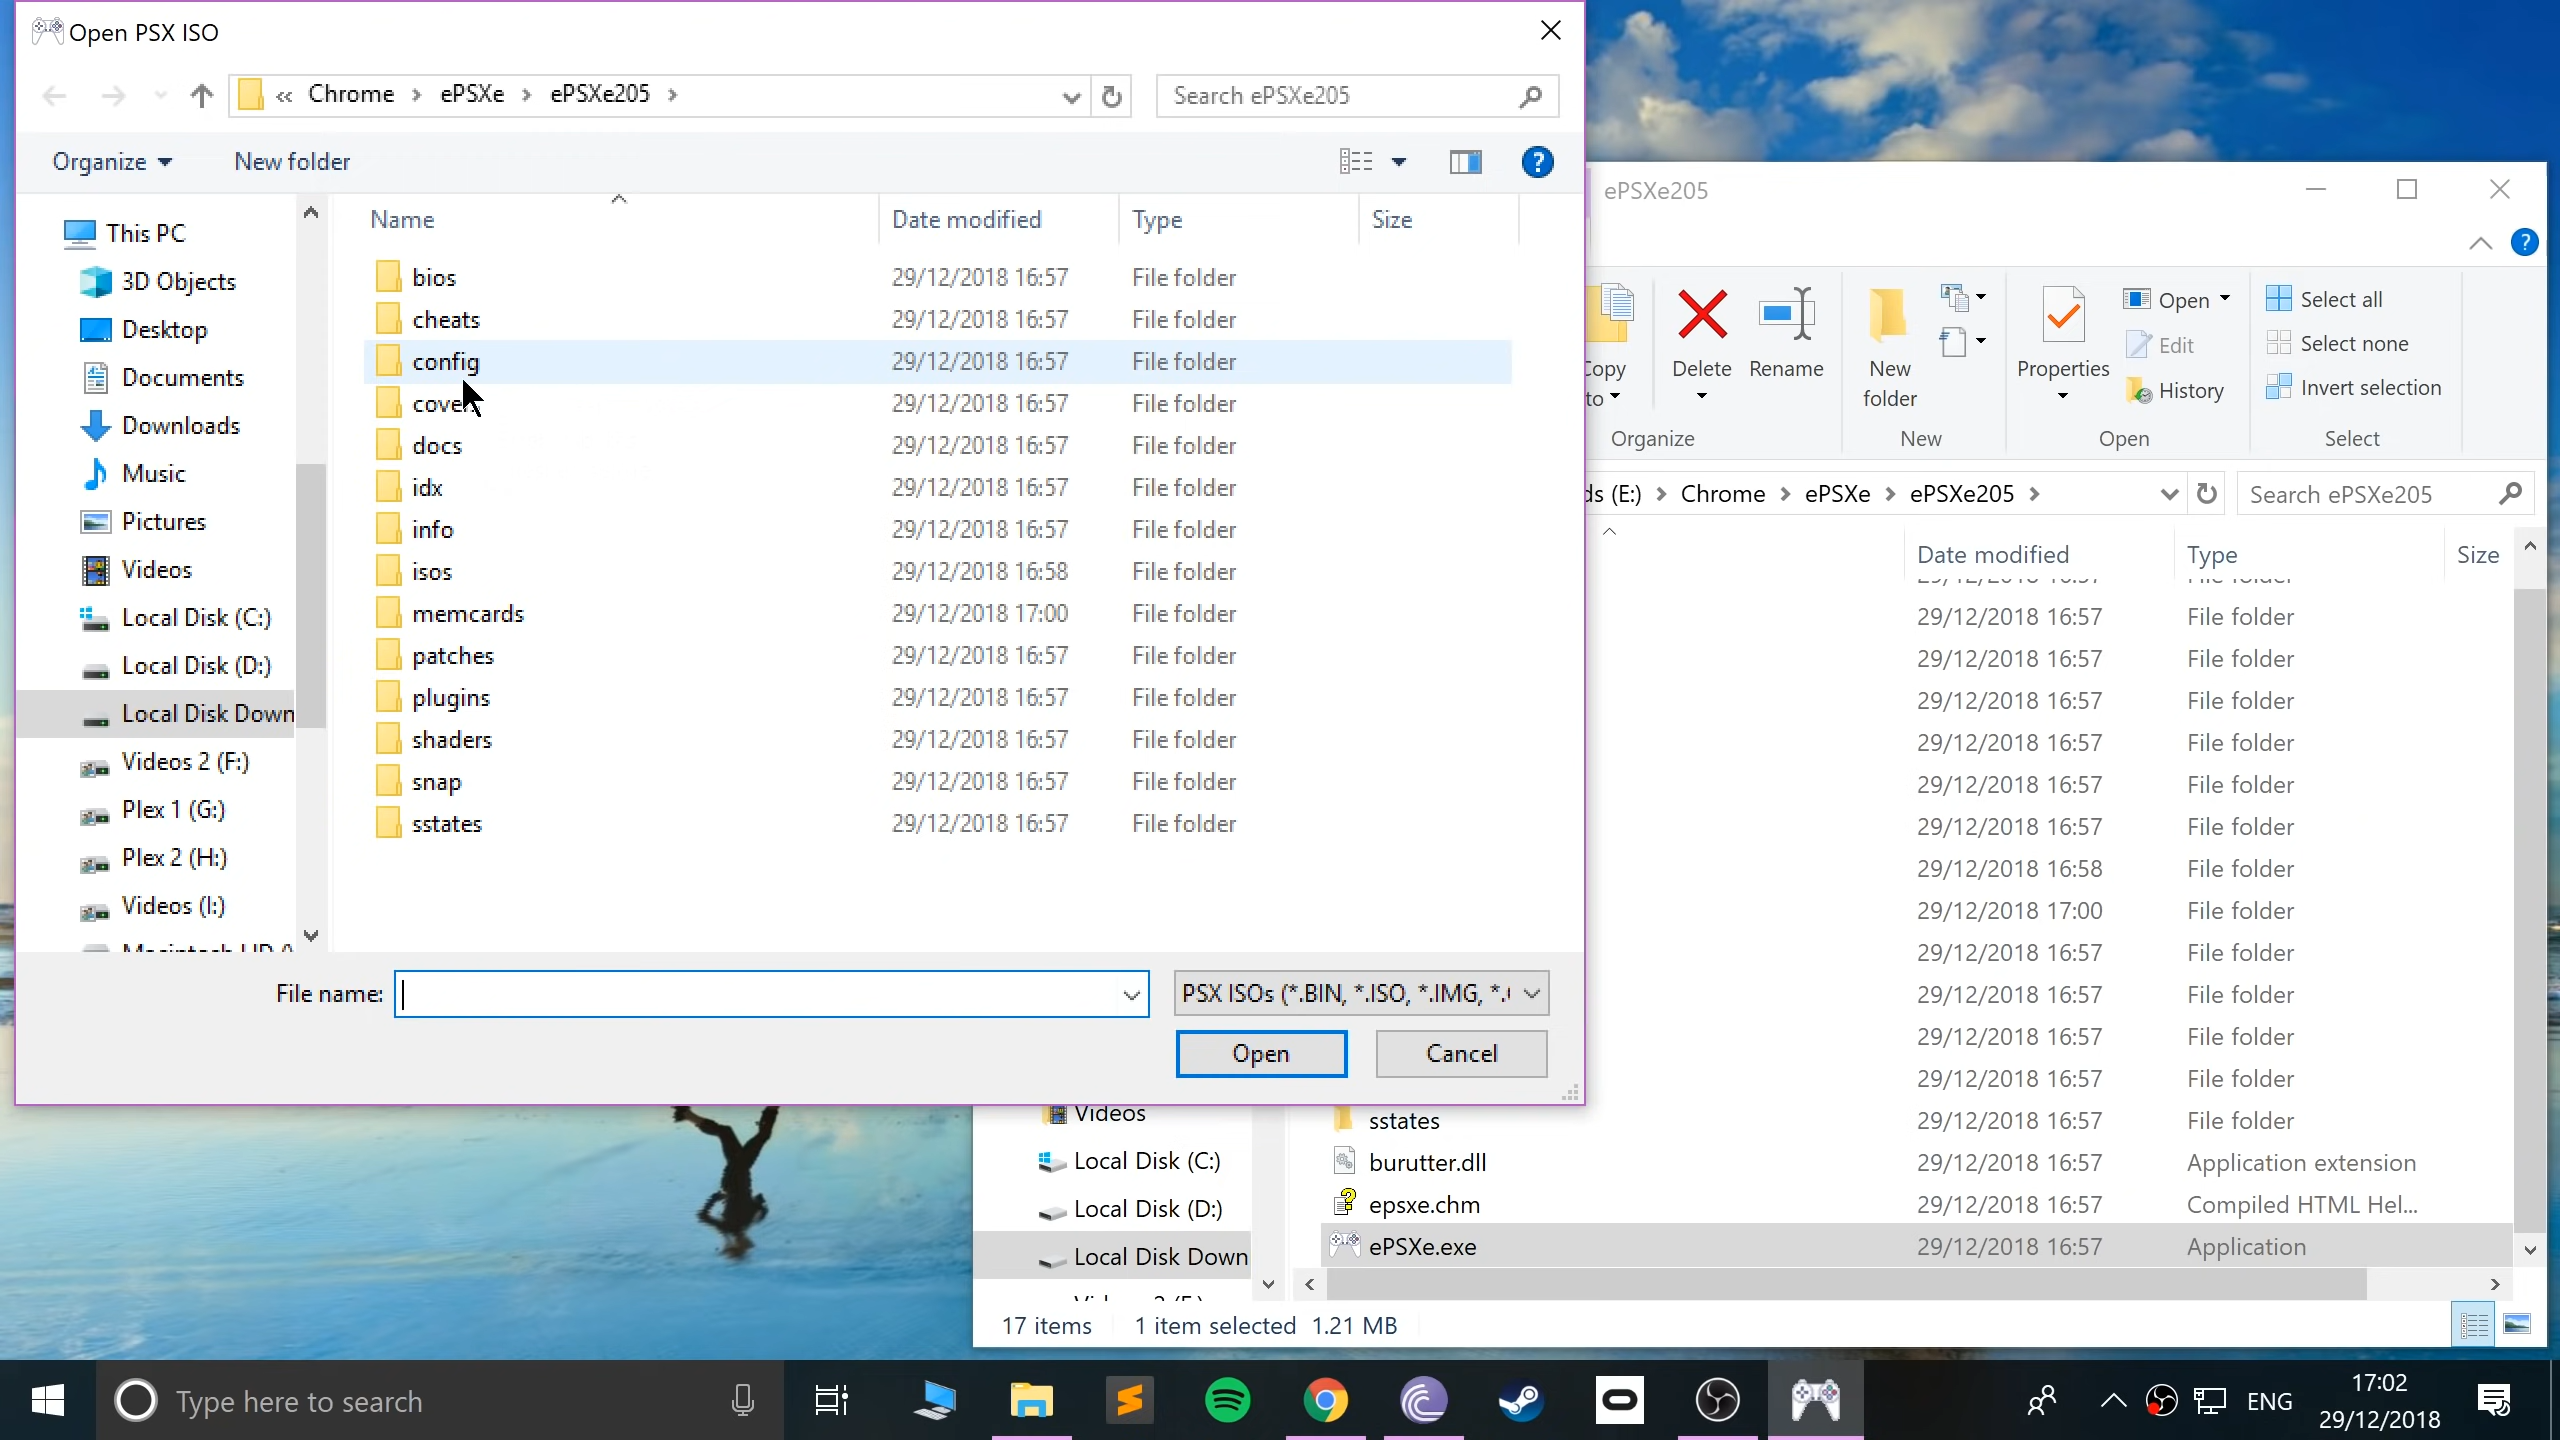 Open PSX ISO
« Chrome › ePSXe › ePSXe205 ›
Search ePSXe205
Organize
New folder
Name
Date modified
Type
Size
This PC
3D Objects
Desktop
Documents
Downloads
Music
Pictures
Videos
Local Disk (C:)
Local Disk (D:)
Local Disk Down
Videos 2 (F:)
Plex 1 (G:)
Plex 2 (H:)
Videos (I:)
bios 29/12/2018 16:57 File folder
cheats 29/12/2018 16:57 File folder
config 29/12/2018 16:57 File folder
cove 29/12/2018 16:57 File folder
docs 29/12/2018 16:57 File folder
idx 29/12/2018 16:57 File folder
info 29/12/2018 16:57 File folder
isos 29/12/2018 16:58 File folder
memcards 29/12/2018 17:00 File folder
patches 29/12/2018 16:57 File folder
plugins 29/12/2018 16:57 File folder
shaders 29/12/2018 16:57 File folder
snap 29/12/2018 16:57 File folder
sstates 29/12/2018 16:57 File folder
File name:
PSX ISOs (*.BIN, *.ISO, *.IMG, *.
Open
Cancel
ePSXe205
to
Delete
Rename
New
folder
Properties
Open
Edit
History
Select all
Select none
Invert selection
Organize
New
Open
Select
ds (E:) › Chrome › ePSXe › ePSXe205 ›
Search ePSXe205
Date modified
Type
Size
29/12/2018 16:57 File folder
29/12/2018 16:57 File folder
29/12/2018 16:57 File folder
29/12/2018 16:57 File folder
29/12/2018 16:57 File folder
29/12/2018 16:57 File folder
29/12/2018 16:58 File folder
29/12/2018 17:00 File folder
29/12/2018 16:57 File folder
29/12/2018 16:57 File folder
29/12/2018 16:57 File folder
29/12/2018 16:57 File folder
sstates 29/12/2018 16:57 File folder
burutter.dll 29/12/2018 16:57 Application extension
epsxe.chm 29/12/2018 16:57 Compiled HTML Hel...
ePSXe.exe 29/12/2018 16:57 Application
Videos
Local Disk (C:)
Local Disk (D:)
Local Disk Down
17 items
1 item selected 1.21 MB
Type here to search
ENG
17:02
29/12/2018